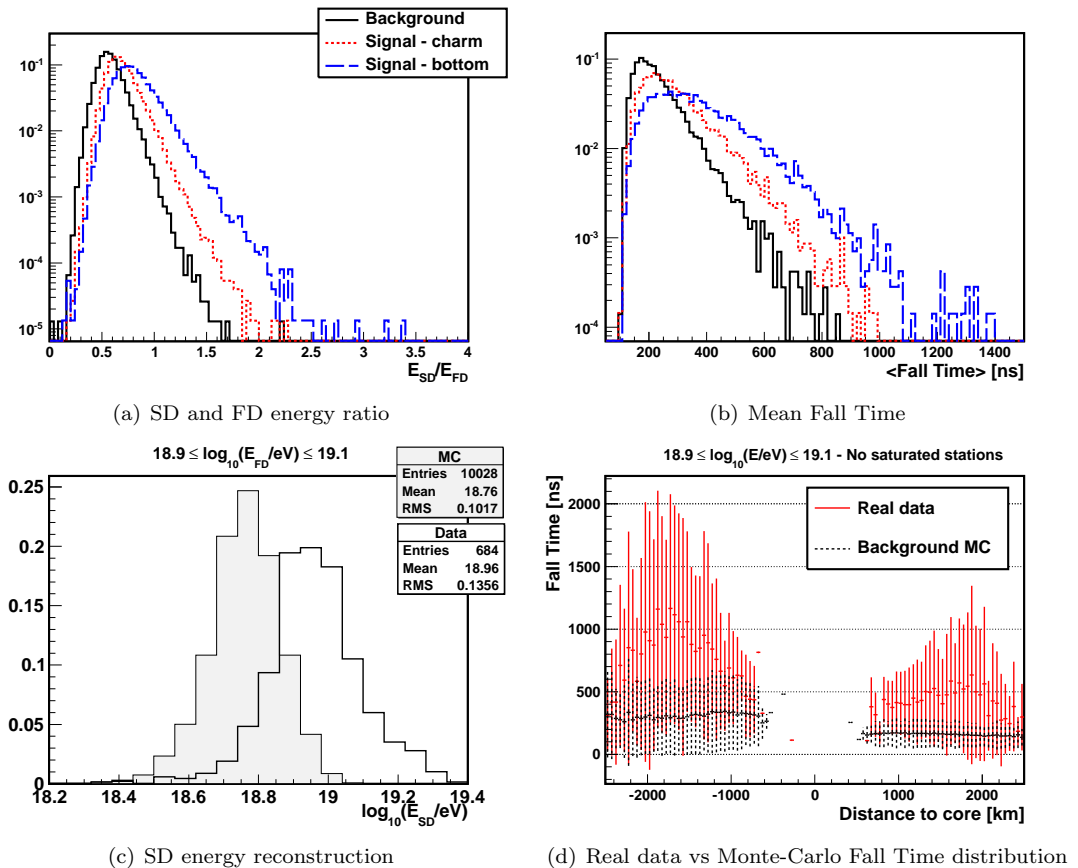 Background
Signal - charm
Signal - bottom
10⁻¹
10⁻²
10⁻³
10⁻⁴
10⁻⁵
0 0.5 1 1.5 2 2.5 3 3.5 4
E_SD/E_FD
(a) SD and FD energy ratio
10⁻¹
10⁻²
10⁻³
10⁻⁴
200 400 600 800 1000 1200 1400
<Fall Time> [ns]
(b) Mean Fall Time
18.9 ≤ log₁₀(E_FD/eV) ≤ 19.1
MC
Entries 10028
Mean 18.76
RMS 0.1017
Data
Entries 684
Mean 18.96
RMS 0.1356
0.25
0.2
0.15
0.1
0.05
0
18.2 18.4 18.6 18.8 19 19.2 19.4
log₁₀(E_SD/eV)
(c) SD energy reconstruction
18.9 ≤ log₁₀(E/eV) ≤ 19.1 - No saturated stations
Fall Time [ns]
Real data
Background MC
2000
1500
1000
500
0
-2000 -1000 0 1000 2000
Distance to core [km]
(d) Real data vs Monte-Carlo Fall Time distribution